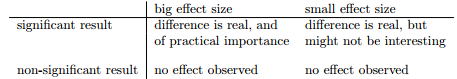 big effect size small effect size
significant result difference is real, and difference is real, but
of practical importance might not be interesting
non-significant result no effect observed no effect observed